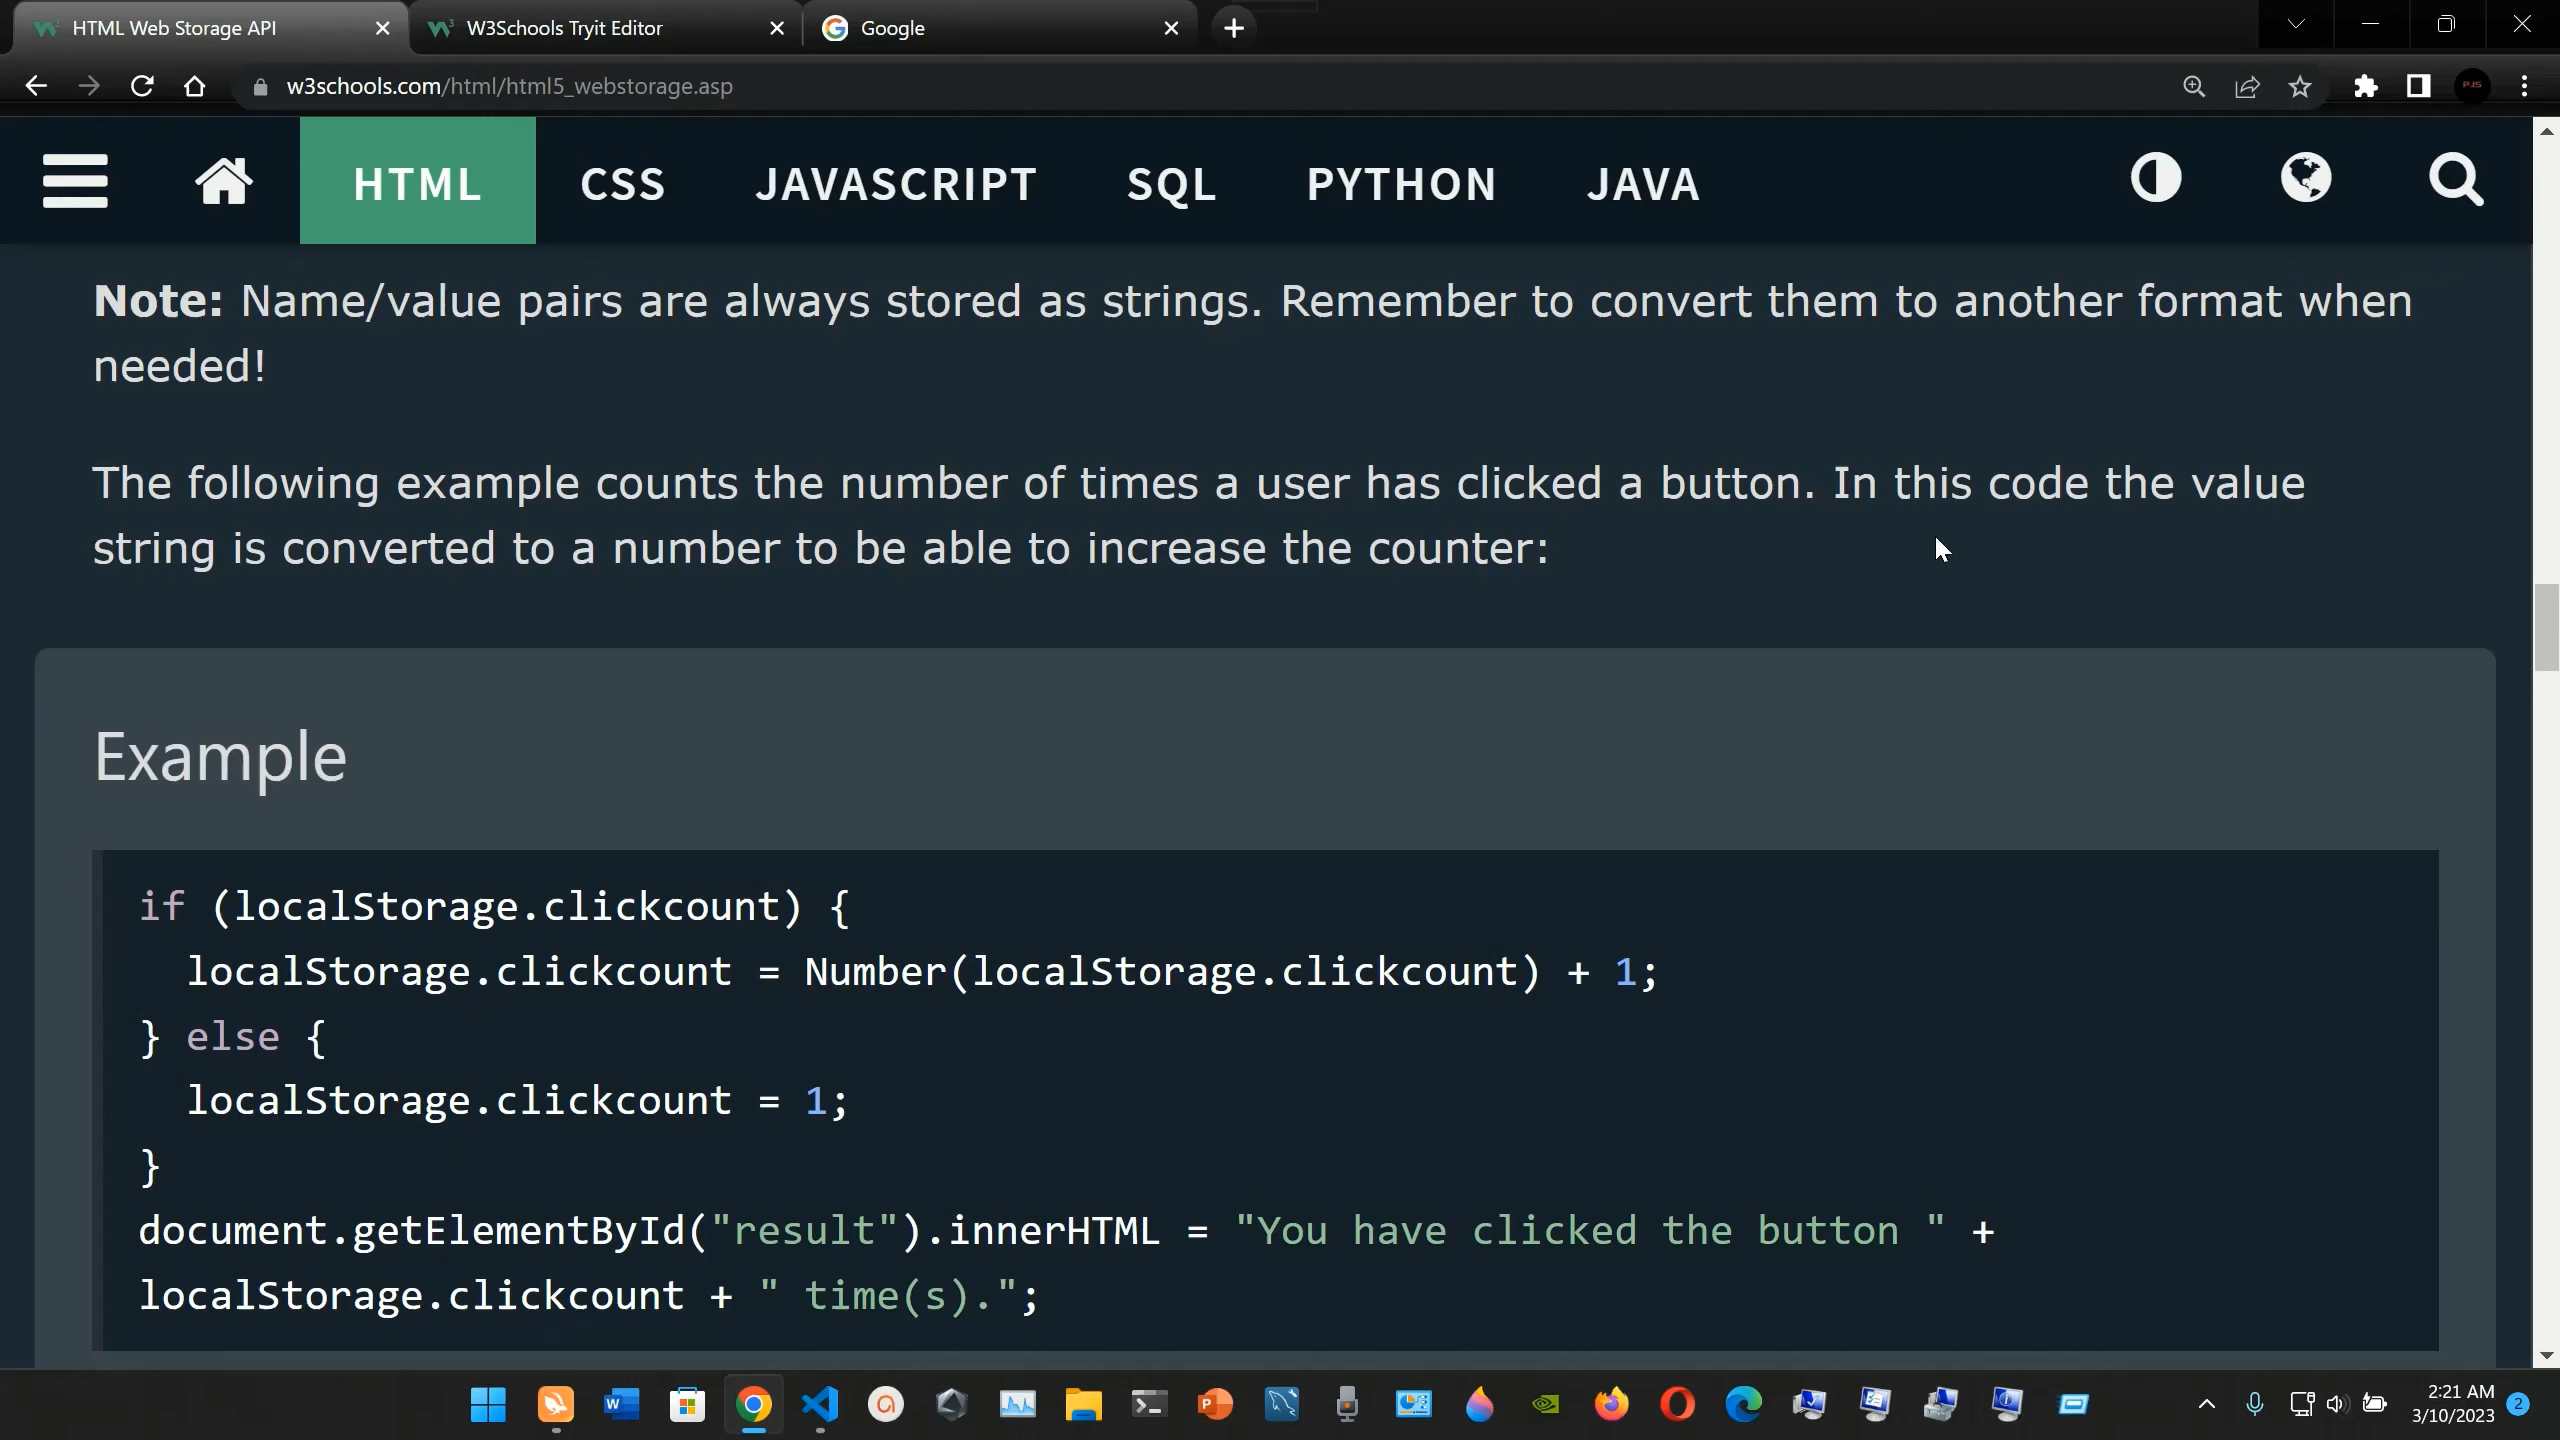 HTML Web Storage API
W3Schools Tryit Editor
Google
w3schools.com/html/html5_webstorage.asp
PJS
HTML CSS JAVASCRIPT SQL PYTHON JAVA
Note: Name/value pairs are always stored as strings. Remember to convert them to another format when
needed!
The following example counts the number of times a user has clicked a button. In this code the value
string is converted to a number to be able to increase the counter:
Example
if (localStorage.clickcount) {
  localStorage.clickcount = Number(localStorage.clickcount) + 1;
} else {
  localStorage.clickcount = 1;
}
document.getElementById("result").innerHTML = "You have clicked the button " +
localStorage.clickcount + " time(s).";
2:21 AM
3/10/2023
2